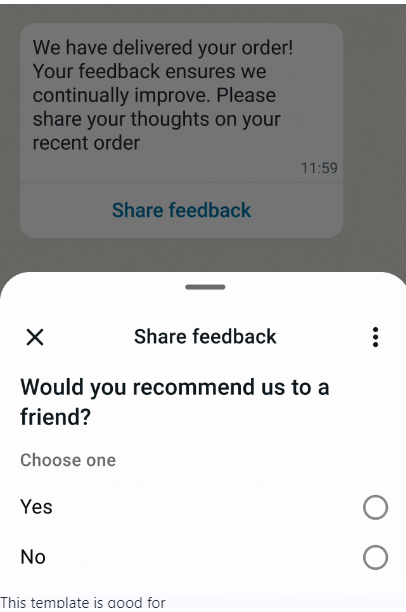 We have delivered your order!
Your feedback ensures we
continually improve. Please
share your thoughts on your
recent order
11:59
Share feedback
Share feedback
Would you recommend us to a
friend?
Choose one
Yes
No
This template is good for